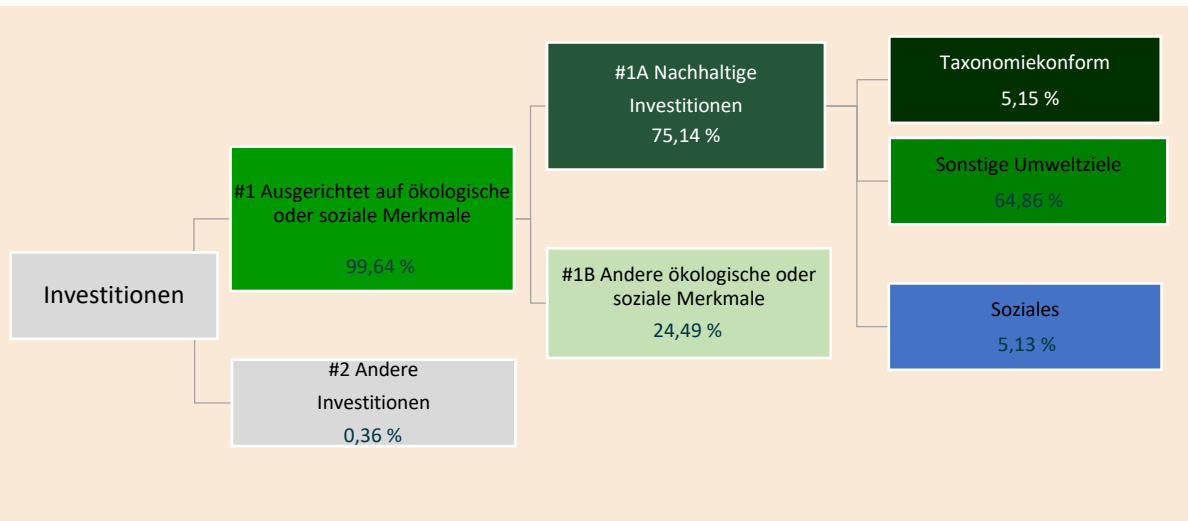 Investitionen
#1 Ausgerichtet auf ökologische
oder soziale Merkmale
99,64 %
#2 Andere
Investitionen
0,36 %
#1A Nachhaltige
Investitionen
75,14 %
#1B Andere ökologische oder
soziale Merkmale
24,49 %
Taxonomiekonform
5,15 %
Sonstige Umweltziele
64,86 %
Soziales
5,13 %